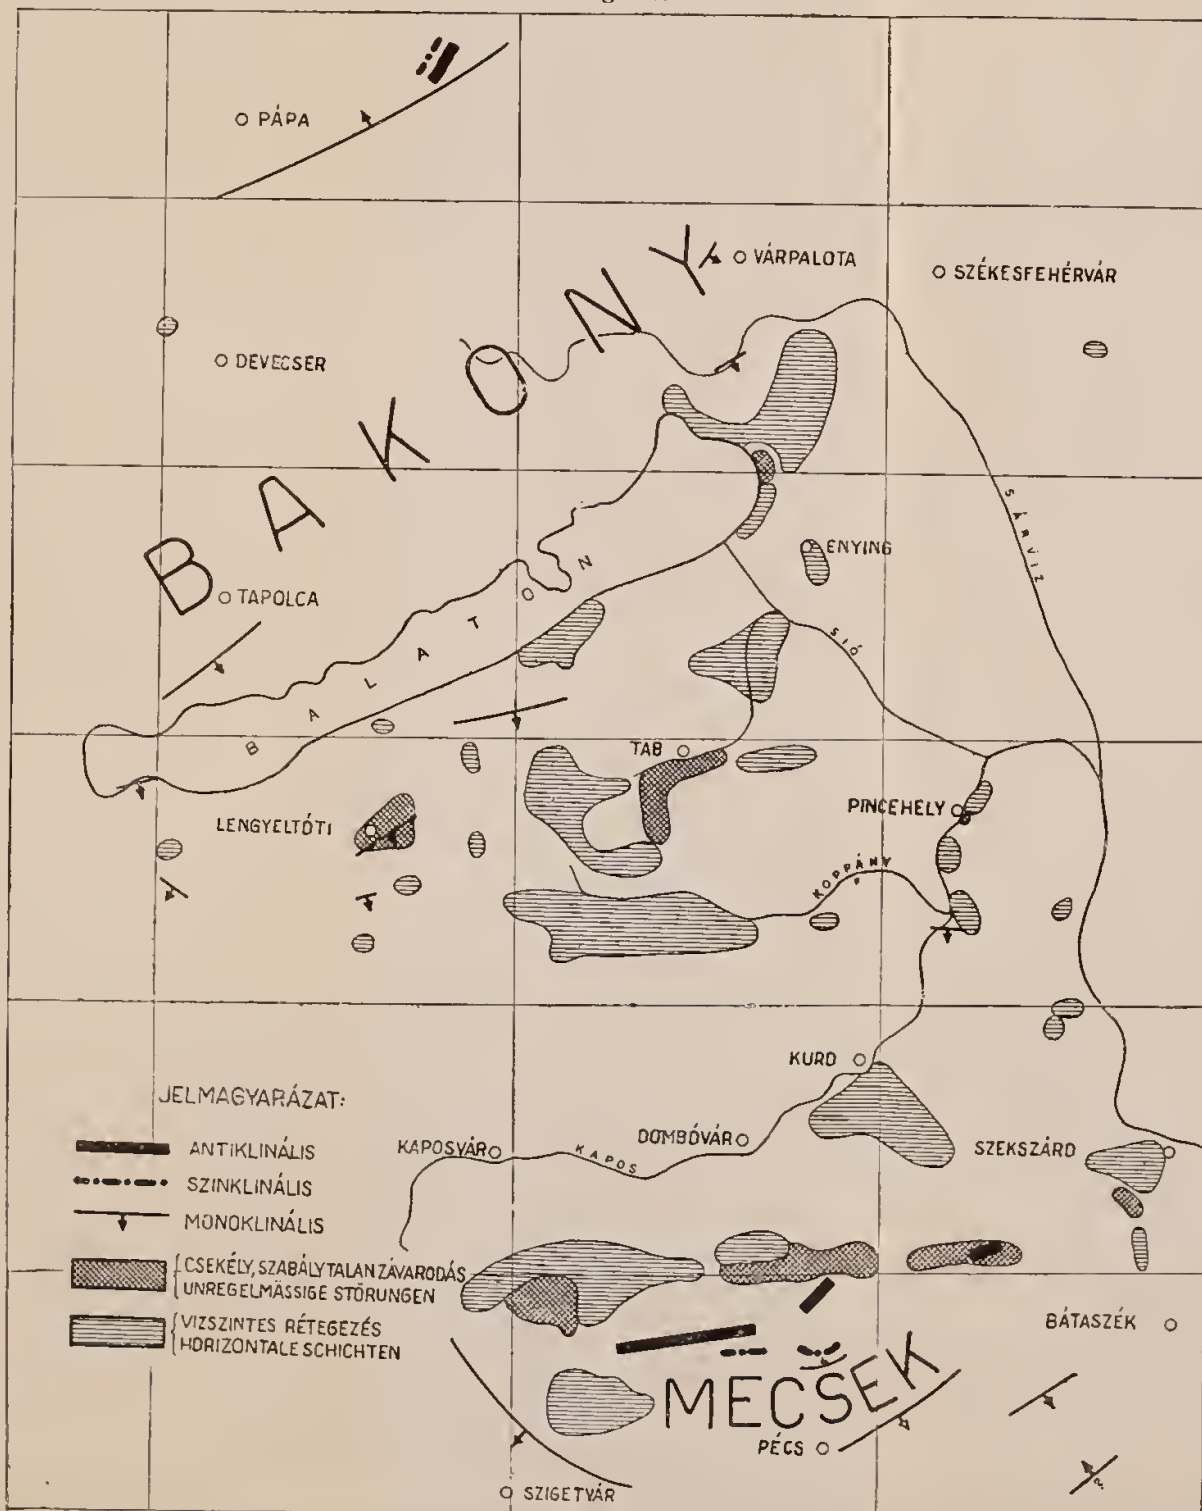 PÁPA
BAKONY
VÁRPALOTA
SZÉKESFEHÉRVÁR
DEVECSER
SÁRVÍZ
ENYING
TAPOLCA
BALATON
SIÓ
TAB
PINCEHELY
LENGYELTÓTI
KOPPÁNY
KURD
JELMAGYARÁZAT:
ANTIKLINÁLIS
SZINKLINÁLIS
MONOKLINÁLIS
CSEKÉLY, SZABÁLYTALAN ZAVARODÁS
UNREGELMÄSSIGE STÖRUNGEN
VIZSZINTES RÉTEGEZÉS
HORIZONTALE SCHICHTEN
KAPOSVÁR
KAPOS
DOMBÓVÁR
SZEKSZÁRD
BÁTASZÉK
MECSEK
PÉCS
?
SZIGETVÁR